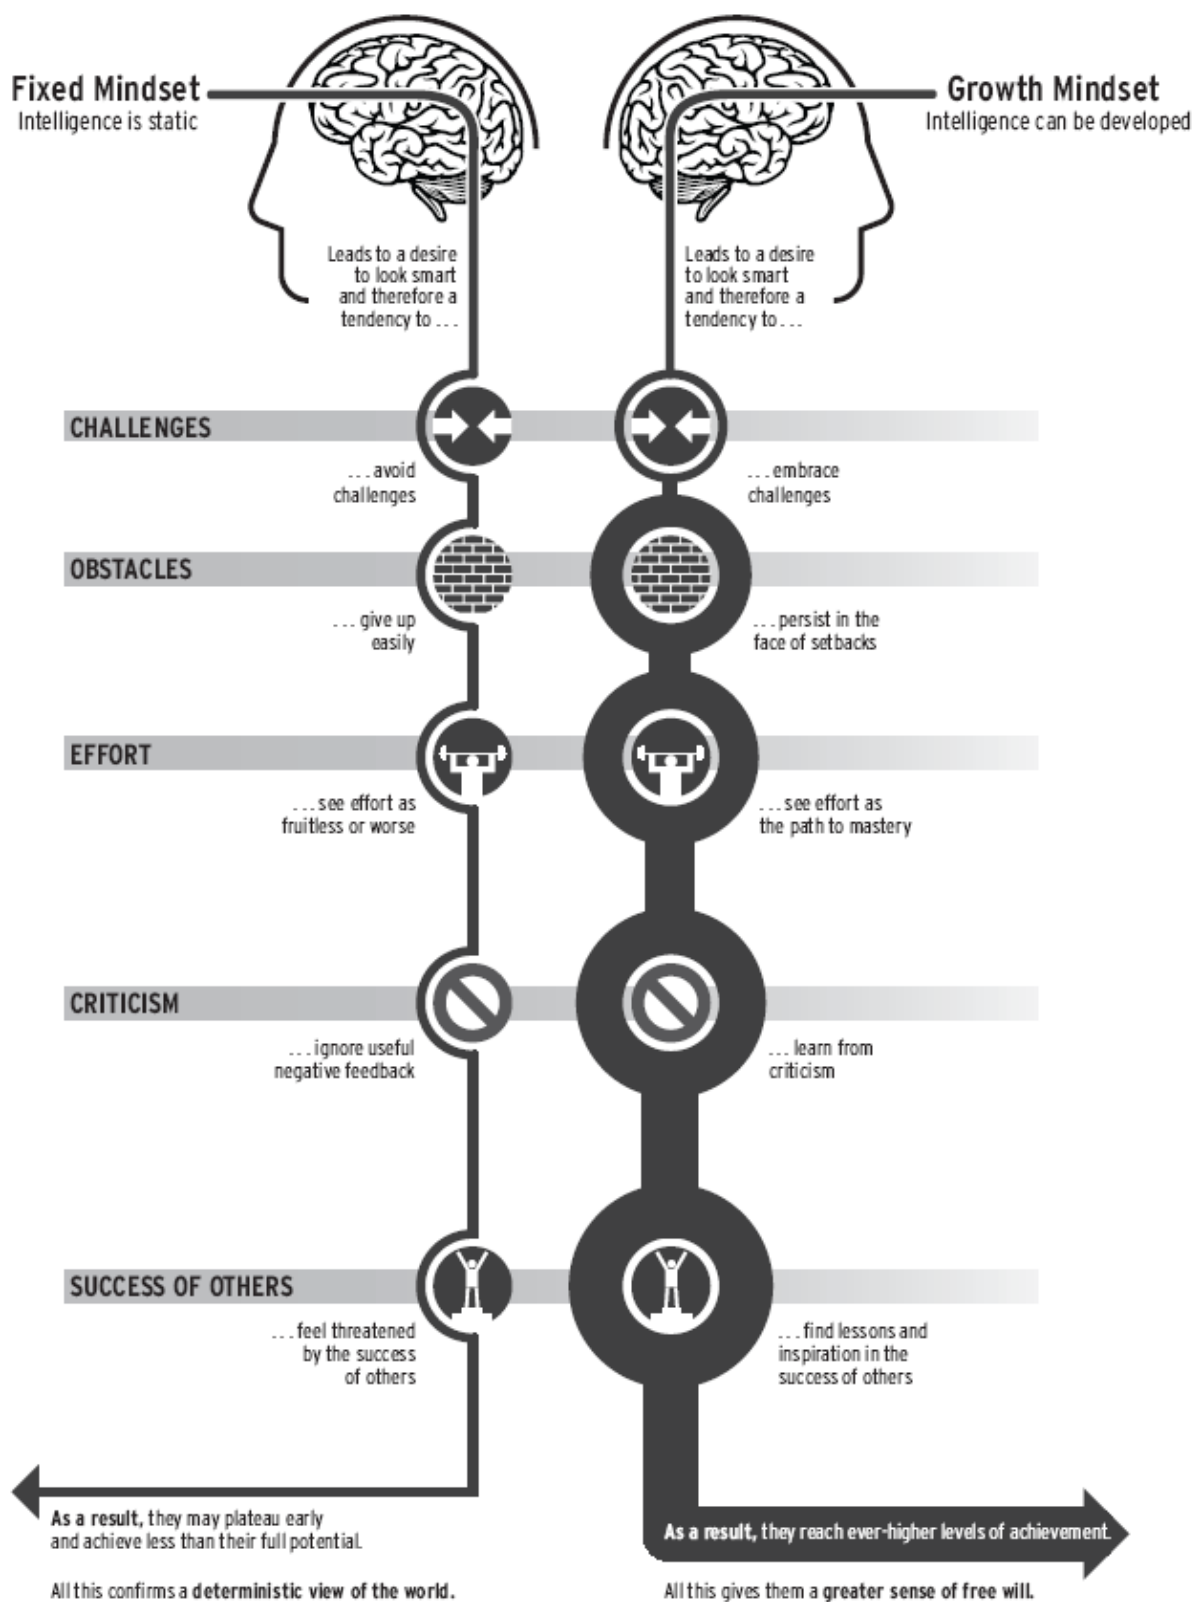 Fixed Mindset
Intelligence is static
Growth Mindset
Intelligence can be developed
Leads to a desire
to look smart
and therefore a
tendency to ...
Leads to a desire
to look smart
and therefore a
tendency to ...
CHALLENGES
...avoid
challenges
...embrace
challenges
OBSTACLES
...give up
easily
...persist in the
face of setbacks
EFFORT
...see effort as
fruitless or worse
...see effort as
the path to mastery
CRITICISM
...ignore useful
negative feedback
...learn from
criticism
SUCCESS OF OTHERS
...feel threatened
by the success
of others
...find lessons and
inspiration in the
success of others
As a result, they may plateau early
and achieve less than their full potential.
All this confirms a deterministic view of the world.
As a result, they reach ever-higher levels of achievement.
All this gives them a greater sense of free will.